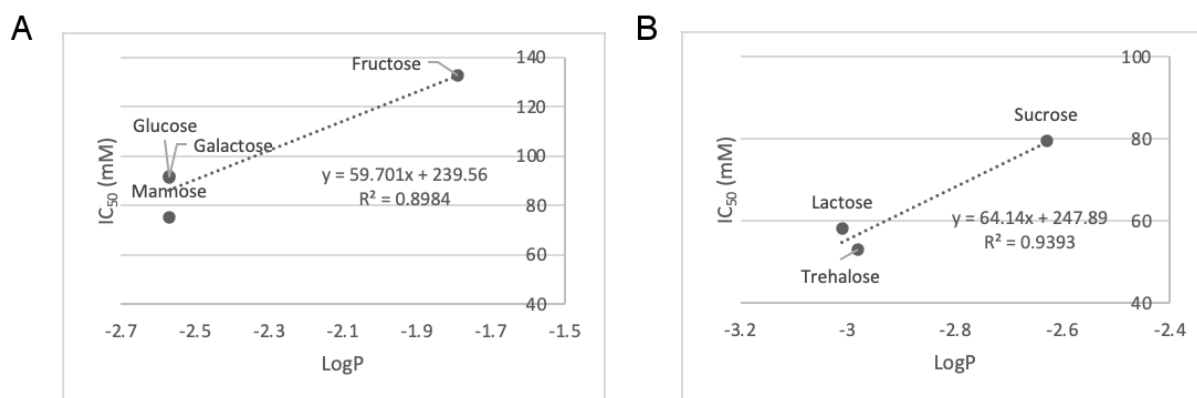 A
140
Fructose
120
Glucose
Galactose
100
Mannose
y = 59.701x + 239.56
R² = 0.8984
80
60
40
IC₅₀ (mM)
-2.7 -2.5 -2.3 -2.1 -1.9 -1.7 -1.5
LogP
B
100
Sucrose
80
Lactose
y = 64.14x + 247.89
R² = 0.9393
60
Trehalose
40
IC₅₀ (mM)
-3.2 -3 -2.8 -2.6 -2.4
LogP